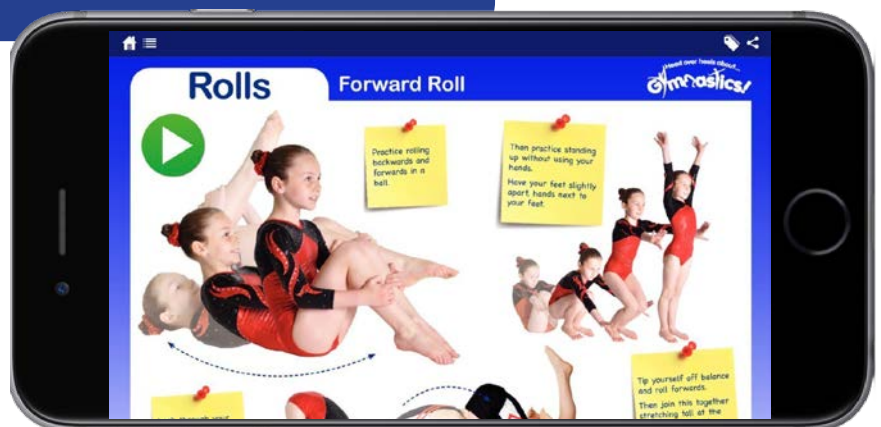 Rolls
Forward Roll
Head over heels about...
Gymnastics!
Practice rolling
backwards and
forwards in a
ball.
Then practice standing
up without using your
hands.
Have your feet slightly
apart, hands next to
your feet.
Tip yourself off balance
and roll forwards.
Then join this together
stretching tall at the